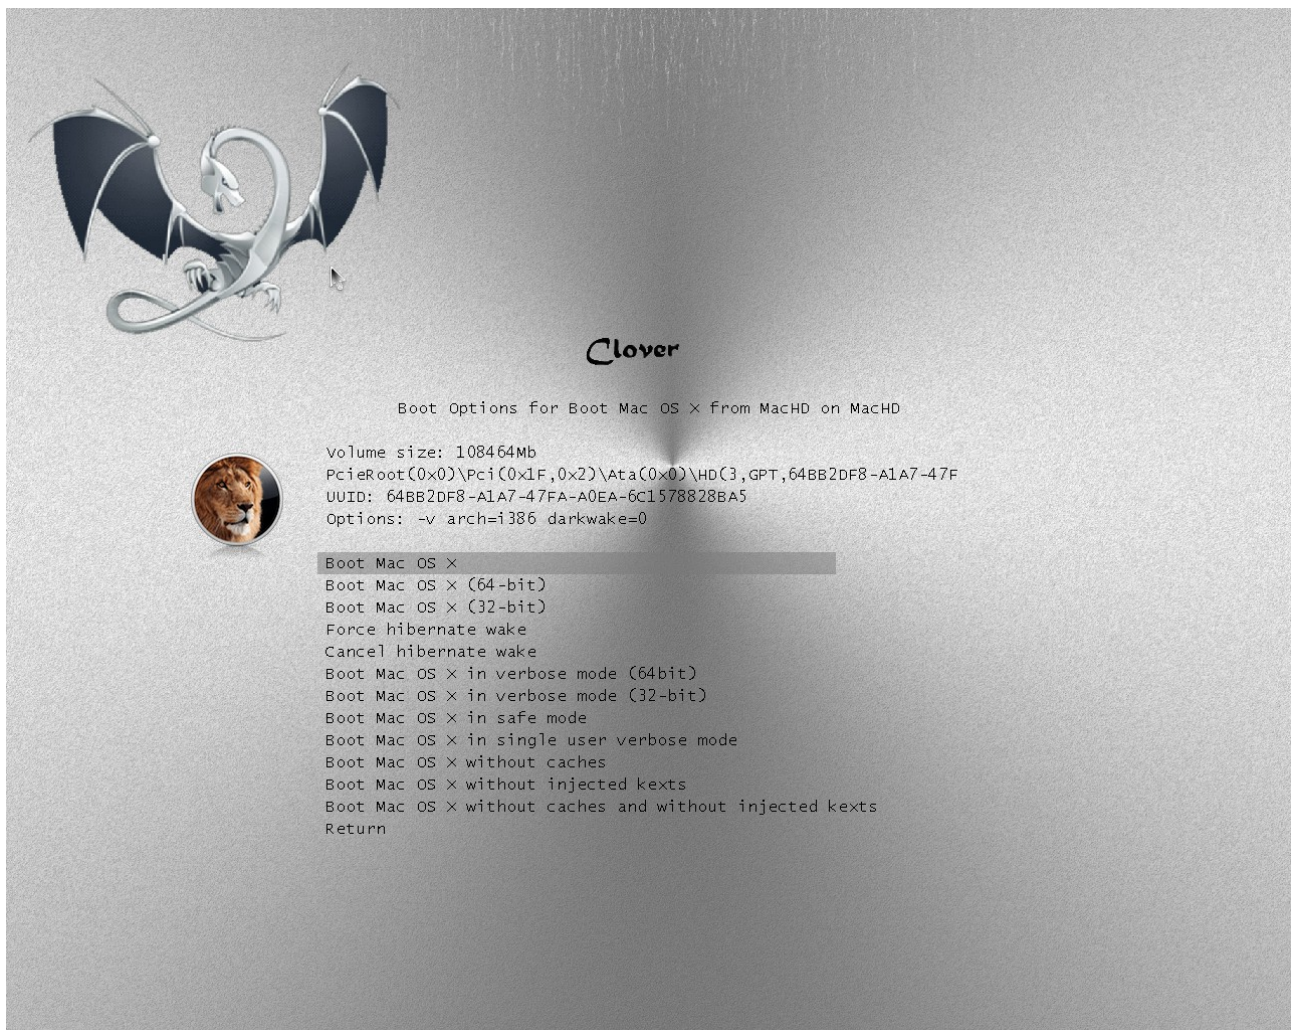 Clover
Boot Options for Boot Mac OS X from MacHD on MacHD
Volume size: 108464Mb
PcieRoot(0x0)\Pci(0x1F,0x2)\Ata(0x0)\HD(3,GPT,64BB2DF8-A1A7-47F
UUID: 64BB2DF8-A1A7-47FA-A0EA-6C1578828BA5
Options: -v arch=i386 darkwake=0
Boot Mac OS X
Boot Mac OS X (64-bit)
Boot Mac OS X (32-bit)
Force hibernate wake
Cancel hibernate wake
Boot Mac OS X in verbose mode (64bit)
Boot Mac OS X in verbose mode (32-bit)
Boot Mac OS X in safe mode
Boot Mac OS X in single user verbose mode
Boot Mac OS X without caches
Boot Mac OS X without injected kexts
Boot Mac OS X without caches and without injected kexts
Return